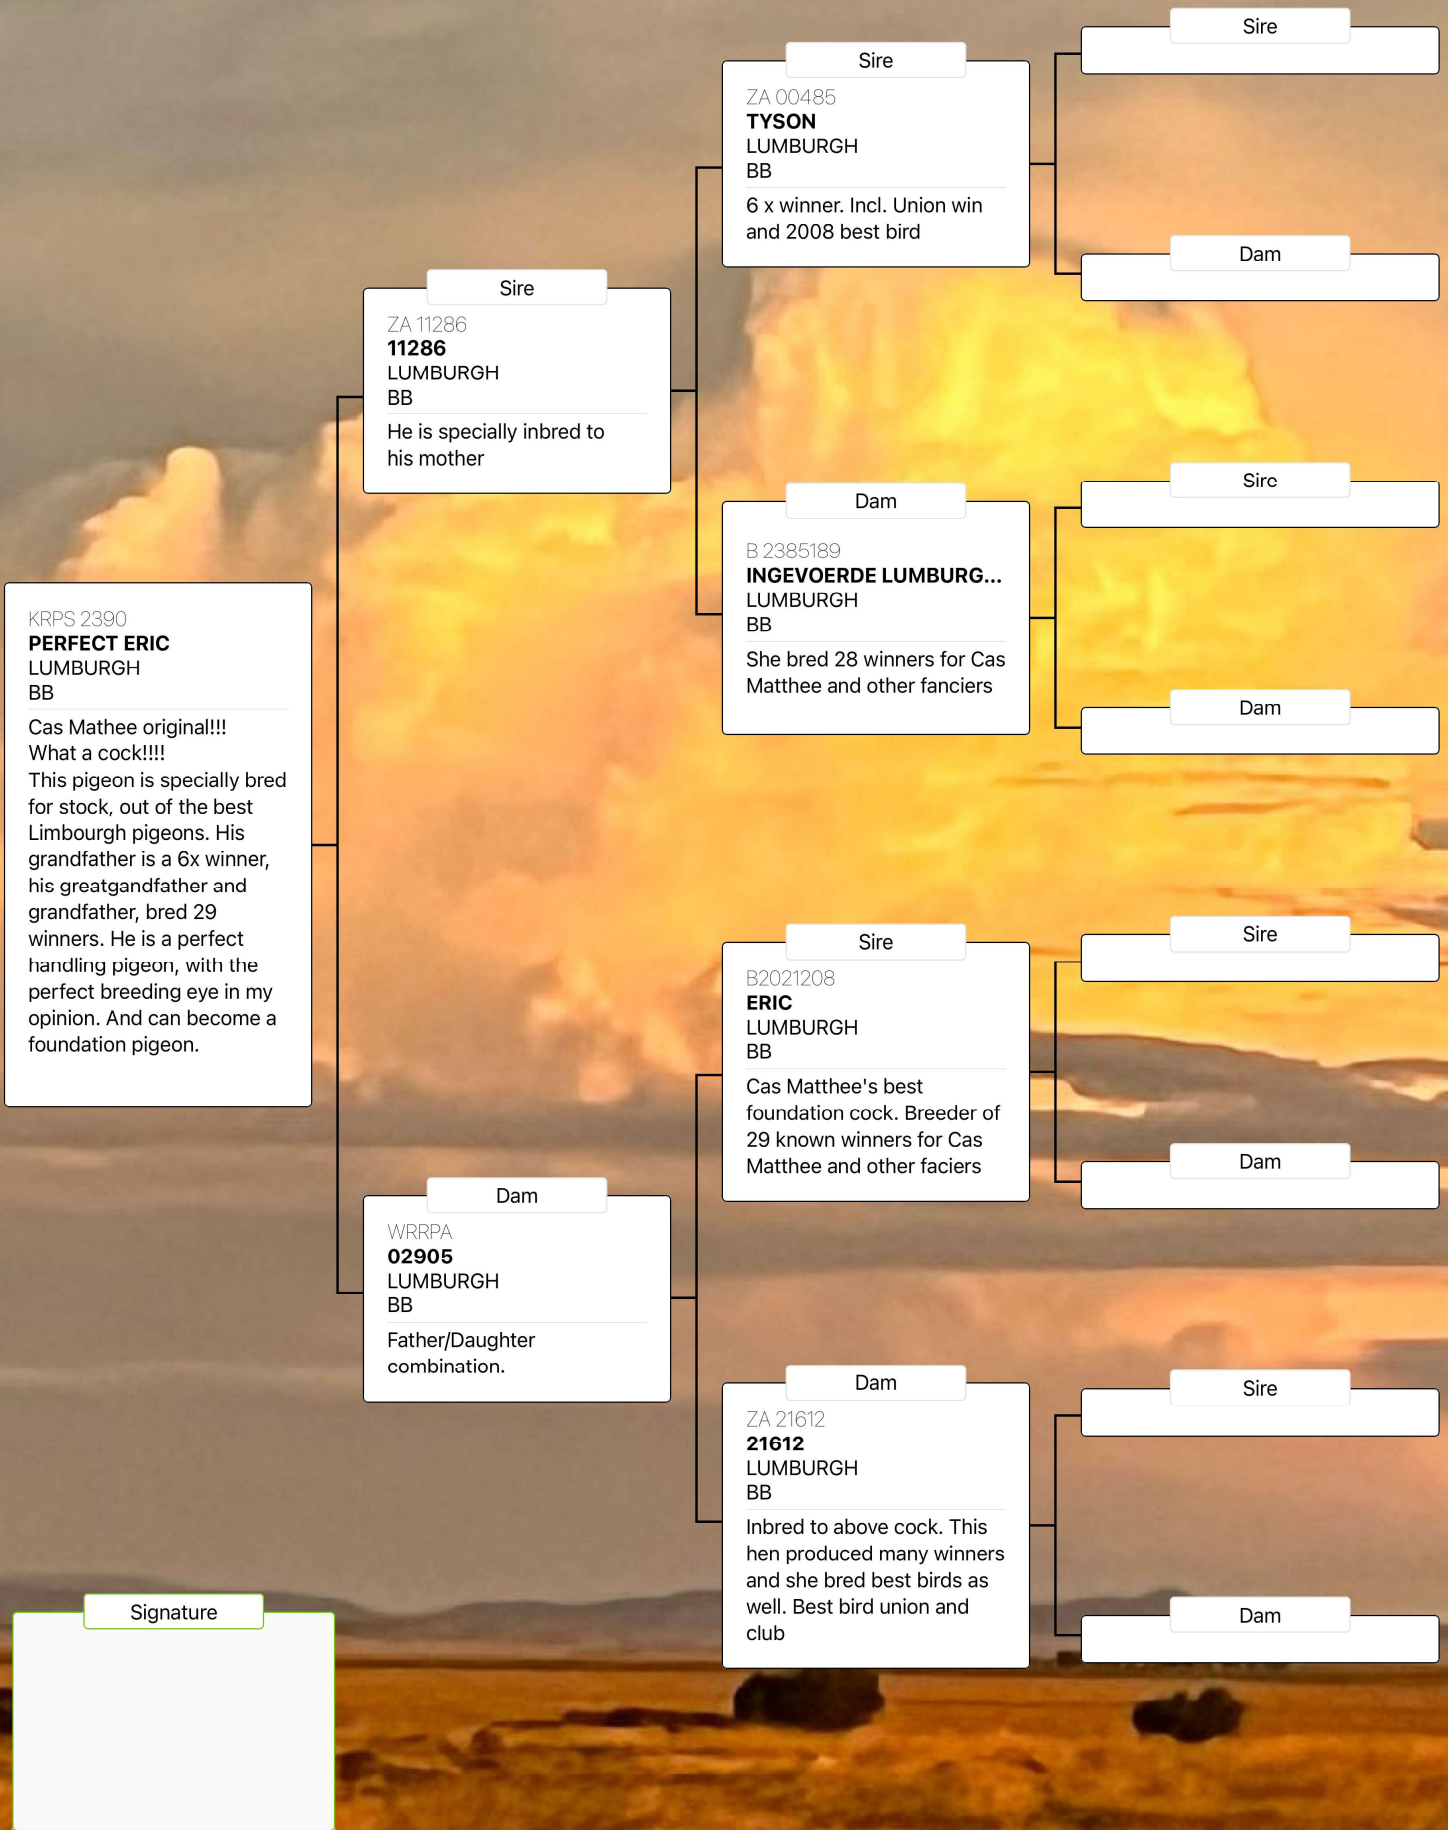 Sire
Sire
ZA 00485
TYSON
LUMBURGH
BB
6 x winner. Incl. Union win
and 2008 best bird
Dam
Sire
ZA 11286
11286
LUMBURGH
BB
He is specially inbred to
his mother
Sire
Dam
B 2385189
INGEVOERDE LUMBURG...
LUMBURGH
BB
She bred 28 winners for Cas
Matthee and other fanciers
Dam
KRPS 2390
PERFECT ERIC
LUMBURGH
BB
Cas Mathee original!!!
What a cock!!!!
This pigeon is specially bred
for stock, out of the best
Limbourgh pigeons. His
grandfather is a 6x winner,
his greatgandfather and
grandfather, bred 29
winners. He is a perfect
handling pigeon, with the
perfect breeding eye in my
opinion. And can become a
foundation pigeon.
Sire
Sire
B2021208
ERIC
LUMBURGH
BB
Cas Matthee's best
foundation cock. Breeder of
29 known winners for Cas
Matthee and other faciers
Dam
Dam
WRRPA
02905
LUMBURGH
BB
Father/Daughter
combination.
Dam
ZA 21612
21612
LUMBURGH
BB
Inbred to above cock. This
hen produced many winners
and she bred best birds as
well. Best bird union and
club
Sire
Dam
Signature